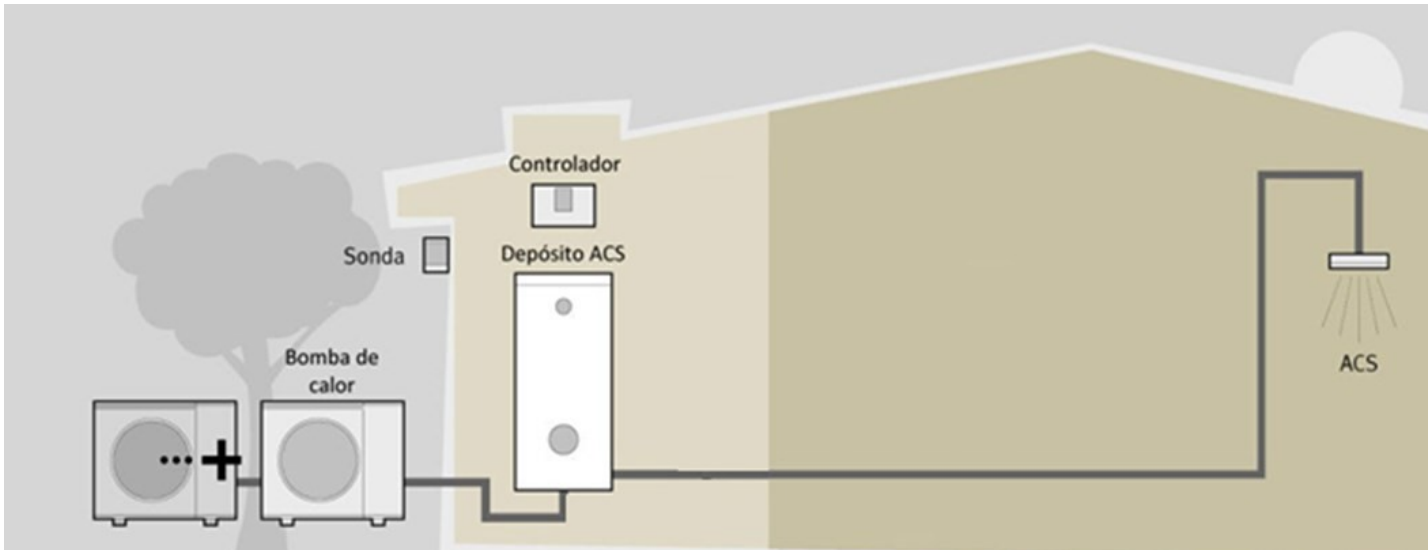 Controlador
Sonda
Depósito ACS
Bomba de
calor
ACS